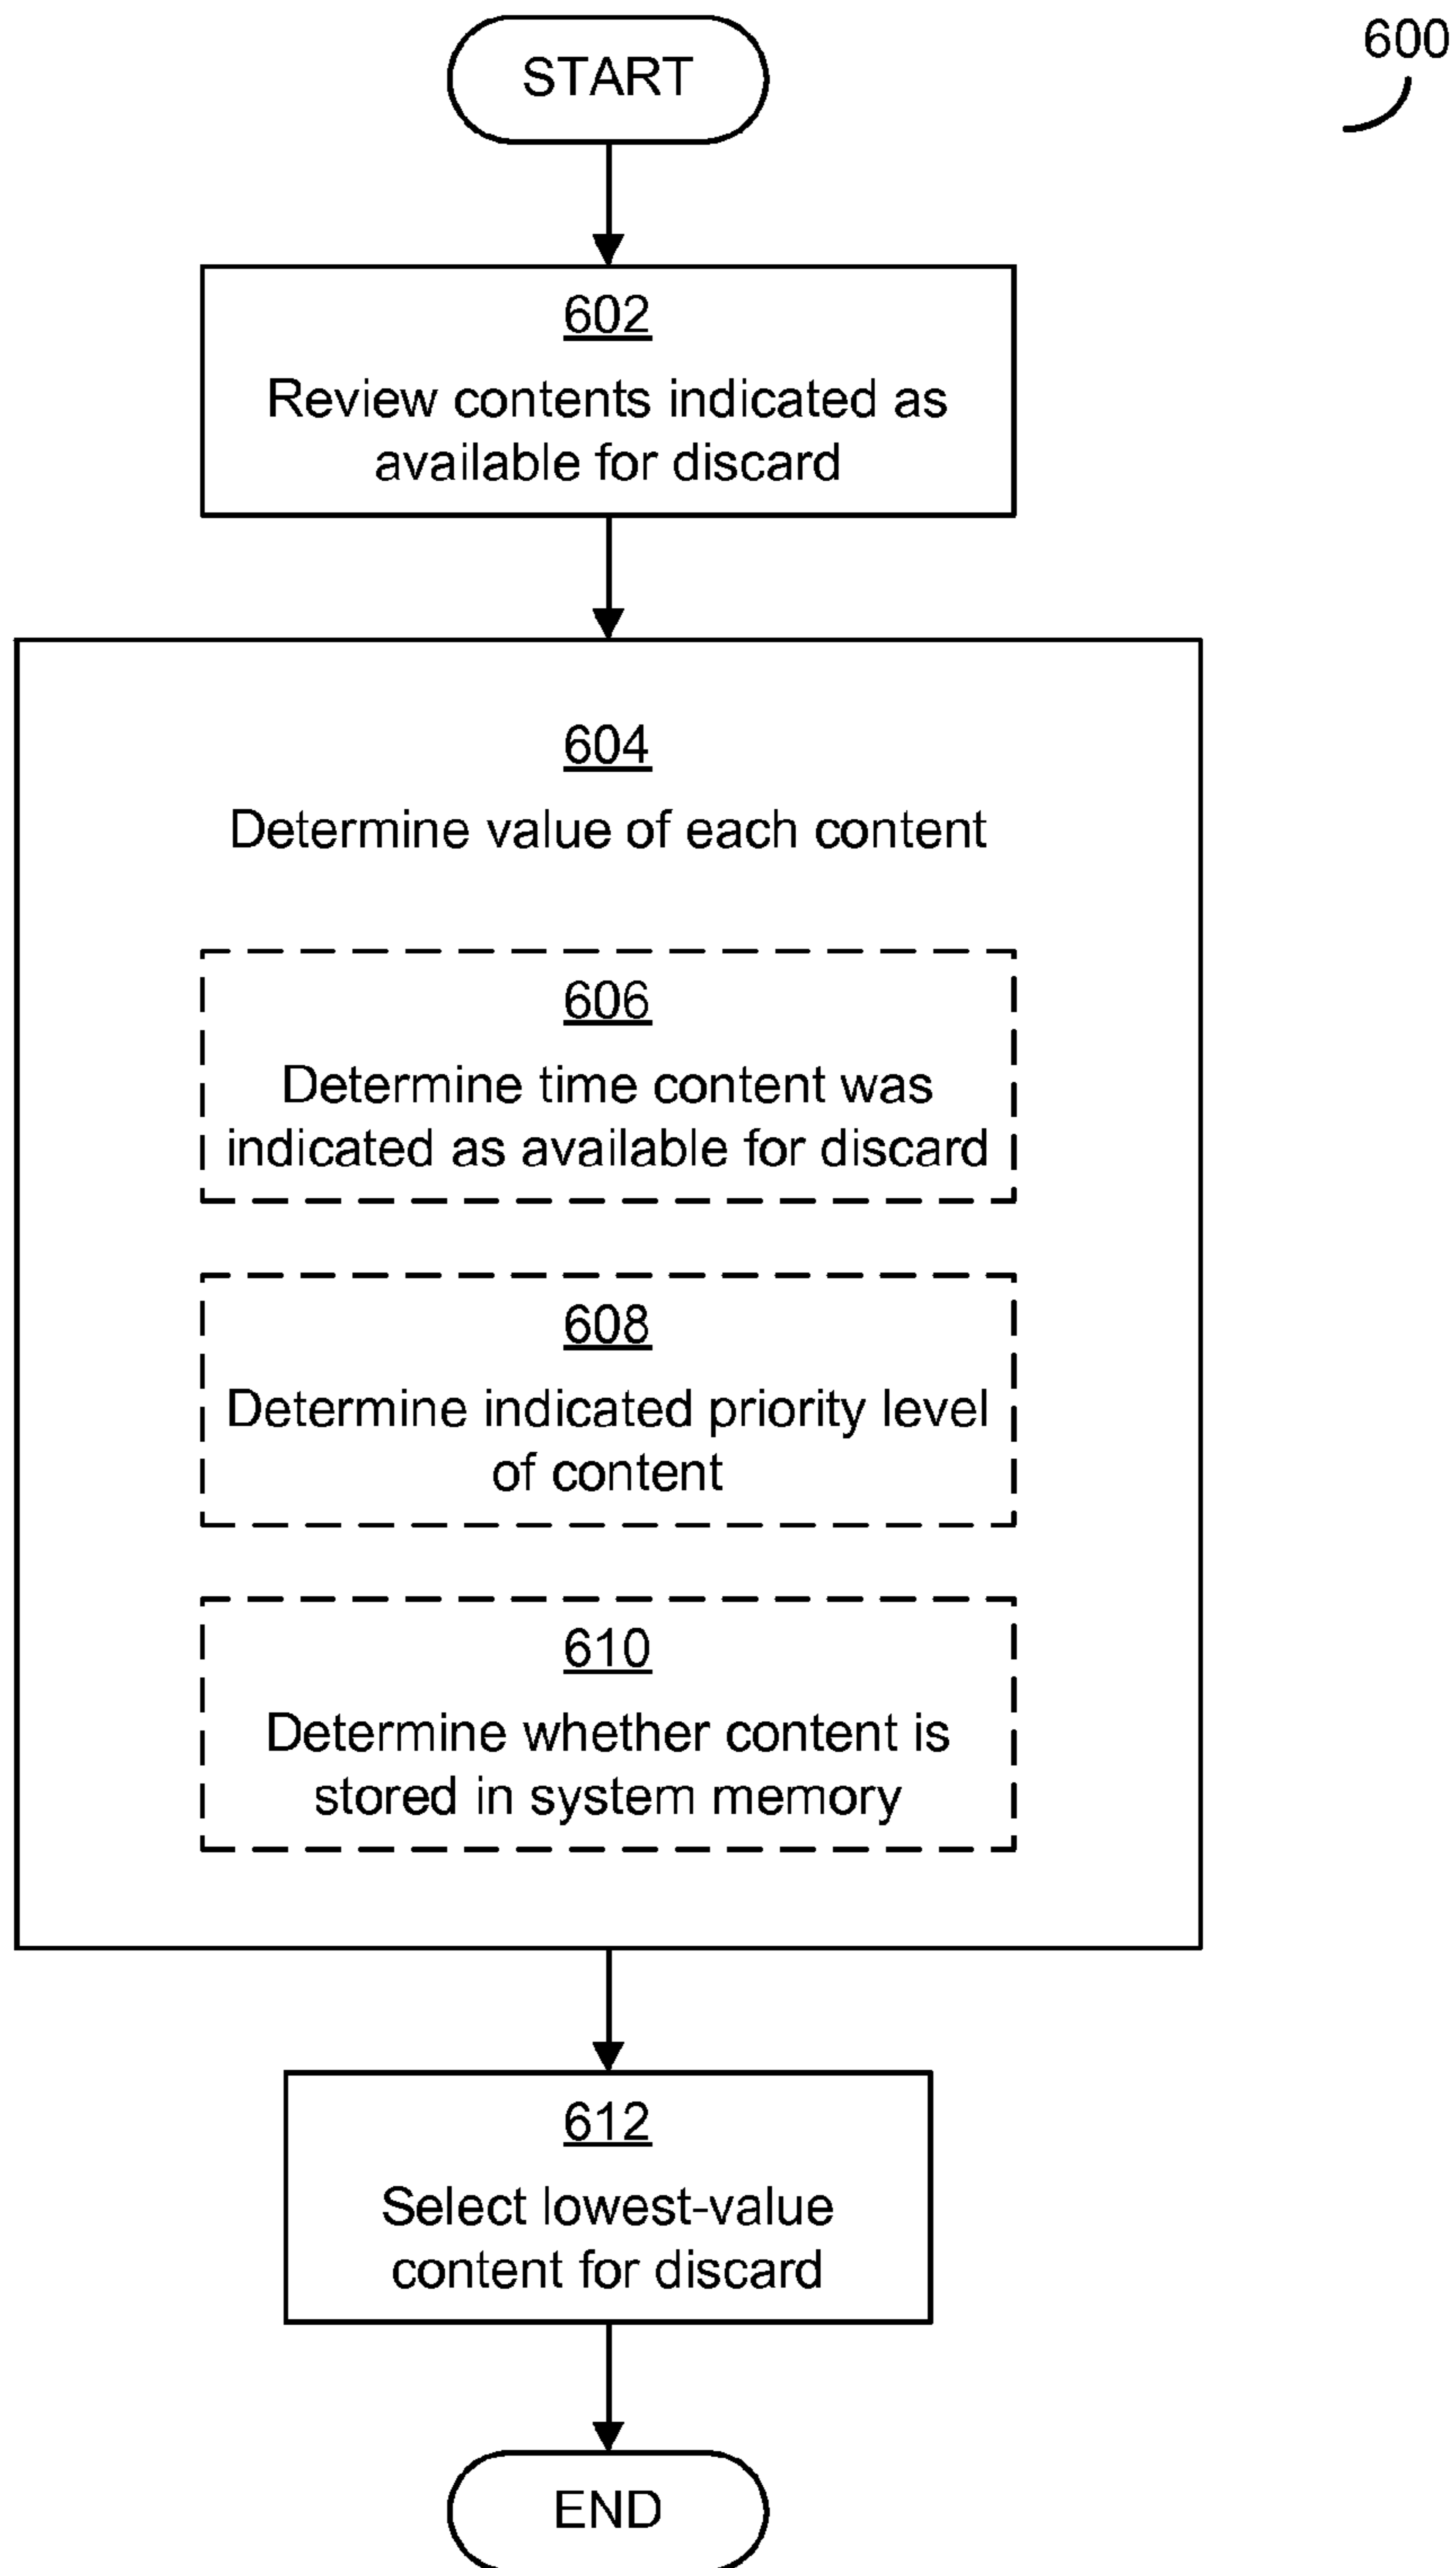 START
600
602
Review contents indicated as
available for discard
604
Determine value of each content
606
Determine time content was
indicated as available for discard
608
Determine indicated priority level
of content
610
Determine whether content is
stored in system memory
612
Select lowest-value
content for discard
END